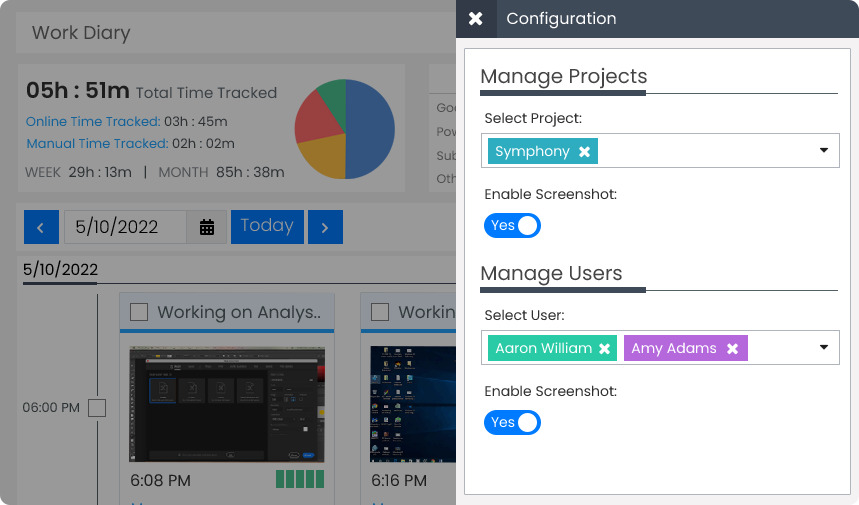 Work Diary
05h : 51m Total Time Tracked
Online Time Tracked: 03h : 45m
Manual Time Tracked: 02h : 02m
WEEK 29h : 13m | MONTH 85h : 38m
Goo
Pow
Sub
Oth
5/10/2022
Today
5/10/2022
Working on Analys..
Workin
06:00 PM
6:08 PM
6:16 PM
Configuration
Manage Projects
Select Project:
Symphony
Enable Screenshot:
Yes
Manage Users
Select User:
Aaron William Amy Adams
Enable Screenshot:
Yes